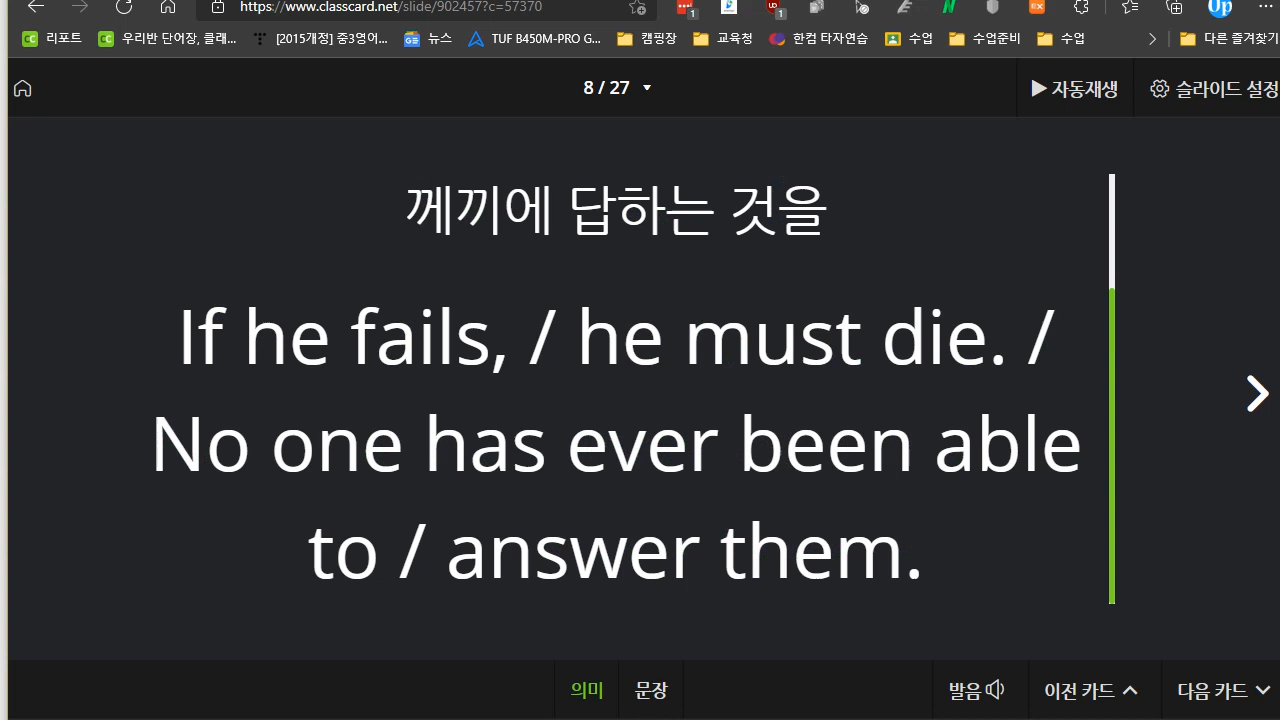 https://www.classcard.net/slide/902457?c=57370
리포트 우리반 단어장, 클래... [2015개정] 중3영어... 뉴스 TUF B450M-PRO G... 캠핑장 교육청 한컴 타자연습 수업 수업준비 수업 다른 즐겨찾기
8 / 27 자동재생 슬라이드 설정
께끼에 답하는 것을
If he fails, / he must die. /
No one has ever been able
to / answer them.
의미 문장 발음 이전 카드 다음 카드